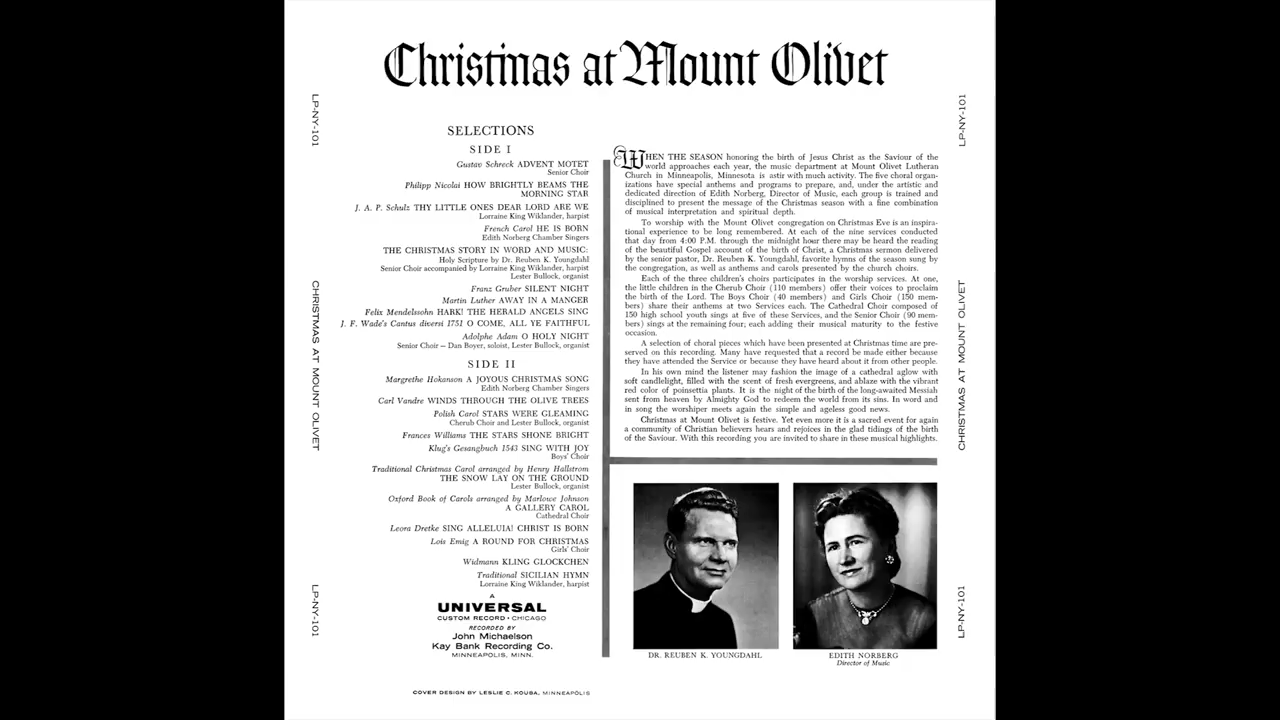 Christmas at Mount Olivet
LP-NY-101
CHRISTMAS AT MOUNT OLIVET
LP-NY-101
SELECTIONS
SIDE I
Gustav Schreck ADVENT MOTET
Senior Choir
Philipp Nicolai HOW BRIGHTLY BEAMS THE
MORNING STAR
J. A. P. Schulz THY LITTLE ONES DEAR LORD ARE WE
Lorraine King Wiklander, harpist
French Carol HE IS BORN
Edith Norberg Chamber Singers
THE CHRISTMAS STORY IN WORD AND MUSIC:
Holy Scripture by Dr. Reuben K. Youngdahl
Senior Choir accompanied by Lorraine King Wiklander, harpist
Lester Bullock, organist
Franz Gruber SILENT NIGHT
Martin Luther AWAY IN A MANGER
Felix Mendelssohn HARK! THE HERALD ANGELS SING
J. F. Wade's Cantus diversi 1751 O COME, ALL YE FAITHFUL
Adolphe Adam O HOLY NIGHT
Senior Choir – Dan Boyer, soloist, Lester Bullock, organist
SIDE II
Margrethe Hokanson A JOYOUS CHRISTMAS SONG
Edith Norberg Chamber Singers
Carl Vandre WINDS THROUGH THE OLIVE TREES
Polish Carol STARS WERE GLEAMING
Cherub Choir and Lester Bullock, organist
Frances Williams THE STARS SHONE BRIGHT
Klug's Gesangbuch 1543 SING WITH JOY
Boys' Choir
Traditional Christmas Carol arranged by Henry Hallstrom
THE SNOW LAY ON THE GROUND
Lester Bullock, organist
Oxford Book of Carols arranged by Marlowe Johnson
A GALLERY CAROL
Cathedral Choir
Leora Dretke SING ALLELUIA! CHRIST IS BORN
Lois Emig A ROUND FOR CHRISTMAS
Girls' Choir
Widmann KLING GLOCKCHEN
Traditional SICILIAN HYMN
Lorraine King Wiklander, harpist
A
UNIVERSAL
CUSTOM RECORD • CHICAGO
RECORDED BY
John Michaelson
Kay Bank Recording Co.
MINNEAPOLIS, MINN.
COVER DESIGN BY LESLIE C. KOUBA, MINNEAPOLIS
WHEN THE SEASON honoring the birth of Jesus Christ as the Saviour of the
world approaches each year, the music department at Mount Olivet Lutheran
Church in Minneapolis, Minnesota is astir with much activity. The five choral organ-
izations have special anthems and programs to prepare, and, under the artistic and
dedicated direction of Edith Norberg, Director of Music, each group is trained and
disciplined to present the message of the Christmas season with a fine combination
of musical interpretation and spiritual depth.
To worship with the Mount Olivet congregation on Christmas Eve is an inspira-
tional experience to be long remembered. At each of the nine services conducted
that day from 4:00 P.M. through the midnight hour there may be heard the reading
of the beautiful Gospel account of the birth of Christ, a Christmas sermon delivered
by the senior pastor, Dr. Reuben K. Youngdahl, favorite hymns of the season sung by
the congregation, as well as anthems and carols presented by the church choirs.
Each of the three children's choirs participates in the worship services. At one,
the little children in the Cherub Choir (110 members) offer their voices to proclaim
the birth of the Lord. The Boys Choir (40 members) and Girls Choir (150 mem-
bers) share their anthems at two Services each. The Cathedral Choir composed of
150 high school youth sings at five of these Services, and the Senior Choir (90 mem-
bers) sings at the remaining four; each adding their musical maturity to the festive
occasion.
A selection of choral pieces which have been presented at Christmas time are pre-
served on this recording. Many have requested that a record be made either because
they have attended the Service or because they have heard about it from other people.
In his own mind the listener may fashion the image of a cathedral aglow with
soft candlelight, filled with the scent of fresh evergreens, and ablaze with the vibrant
red color of poinsettia plants. It is the night of the birth of the long-awaited Messiah
sent from heaven by Almighty God to redeem the world from its sins. In word and
in song the worshiper meets again the simple and ageless good news.
Christmas at Mount Olivet is festive. Yet even more it is a sacred event for again
a community of Christian believers hears and rejoices in the glad tidings of the birth
of the Saviour. With this recording you are invited to share in these musical highlights.
DR. REUBEN K. YOUNGDAHL
EDITH NORBERG
Director of Music
LP-NY-101
CHRISTMAS AT MOUNT OLIVET
LP-NY-101